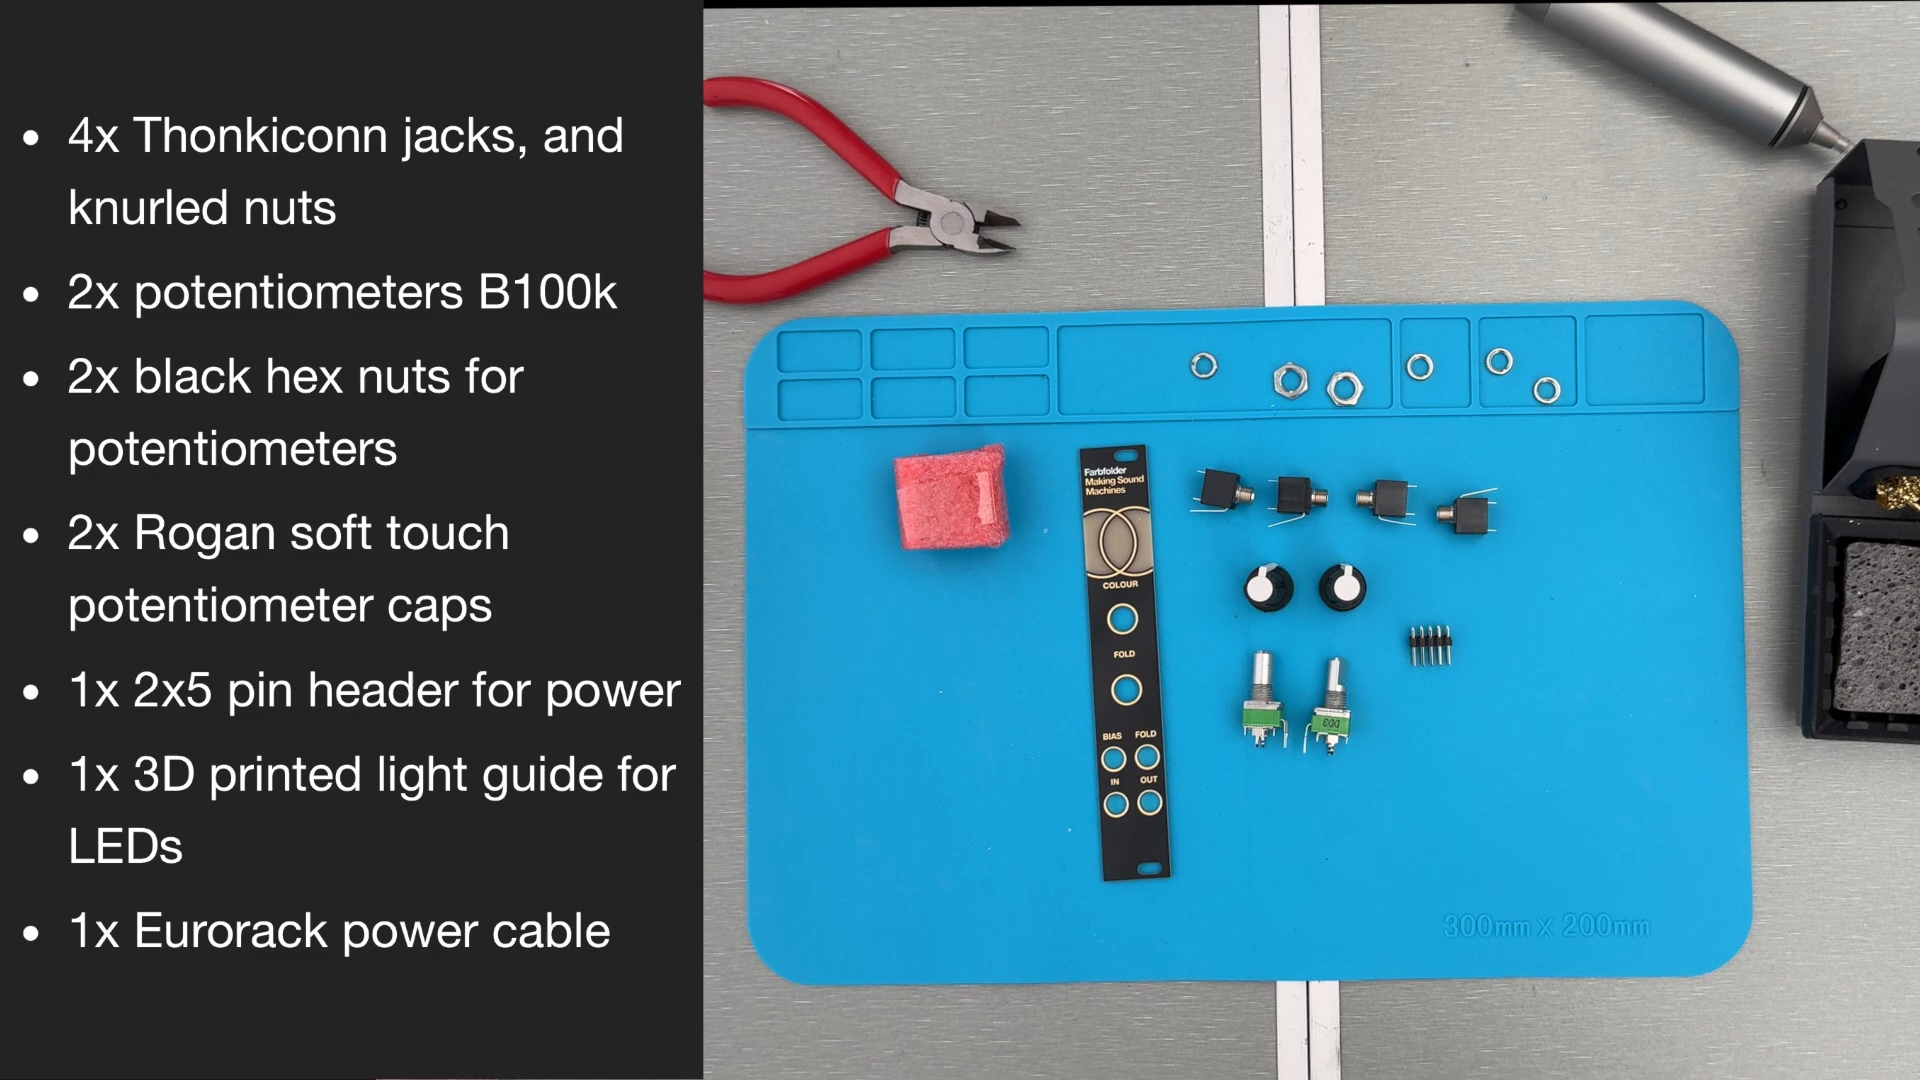 4x Thonkiconn jacks, and
knurled nuts
2x potentiometers B100k
2x black hex nuts for
potentiometers
2x Rogan soft touch
potentiometer caps
1x 2x5 pin header for power
1x 3D printed light guide for
LEDs
1x Eurorack power cable
Farbfolder
Making Sound
Machines
COLOUR
FOLD
BIAS FOLD
IN OUT
DD3
300mm x 200mm